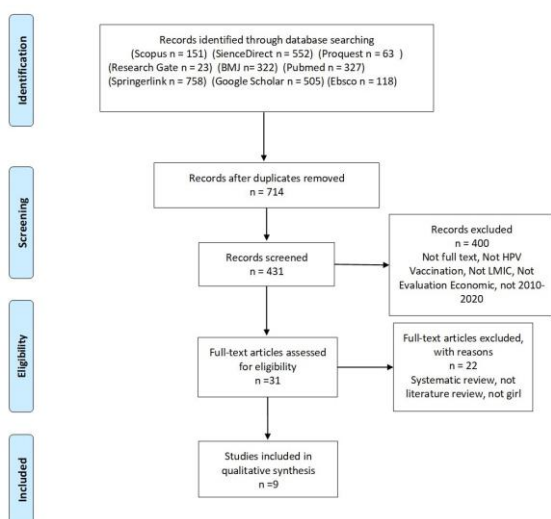 Identification
Records identified through database searching
(Scopus n = 151) (SienceDirect n = 552) (Proquest n = 63 )
(Research Gate n = 23) (BMJ n= 322) (Pubmed n = 327)
(Springerlink n = 758) (Google Scholar n = 505) (Ebsco n = 118)
Screening
Records after duplicates removed
n = 714
Records screened
n = 431
Records excluded
n = 400
Not full text, Not HPV
Vaccination, Not LMIC, Not
Evaluation Economic, not 2010-
2020
Eligibility
Full-text articles assessed
for eligibility
n =31
Full-text articles excluded,
with reasons
n = 22
Systematic review, not
literature review, not girl
Included
Studies included in
qualitative synthesis
n =9